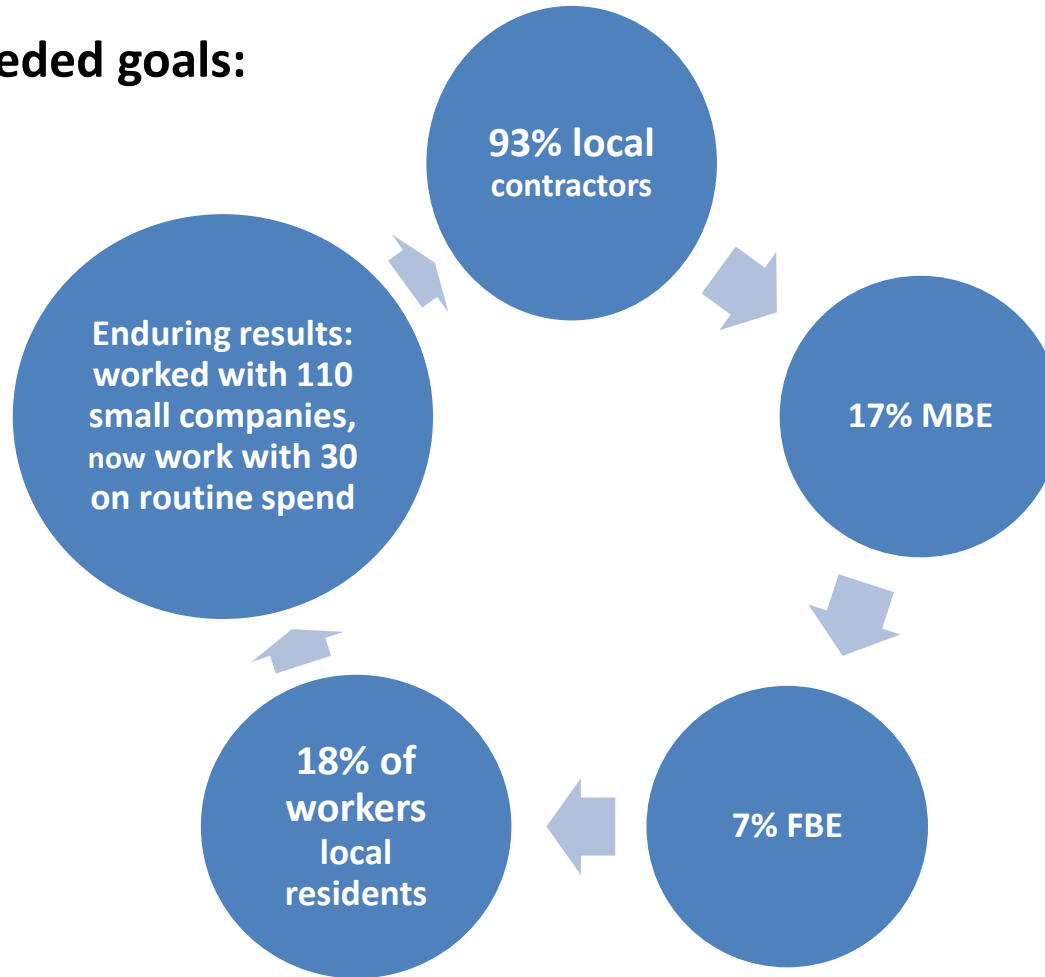 eded goals:
93% local
contractors
17% MBE
7% FBE
18% of
workers
local
residents
Enduring results:
worked with 110
small companies,
now work with 30
on routine spend